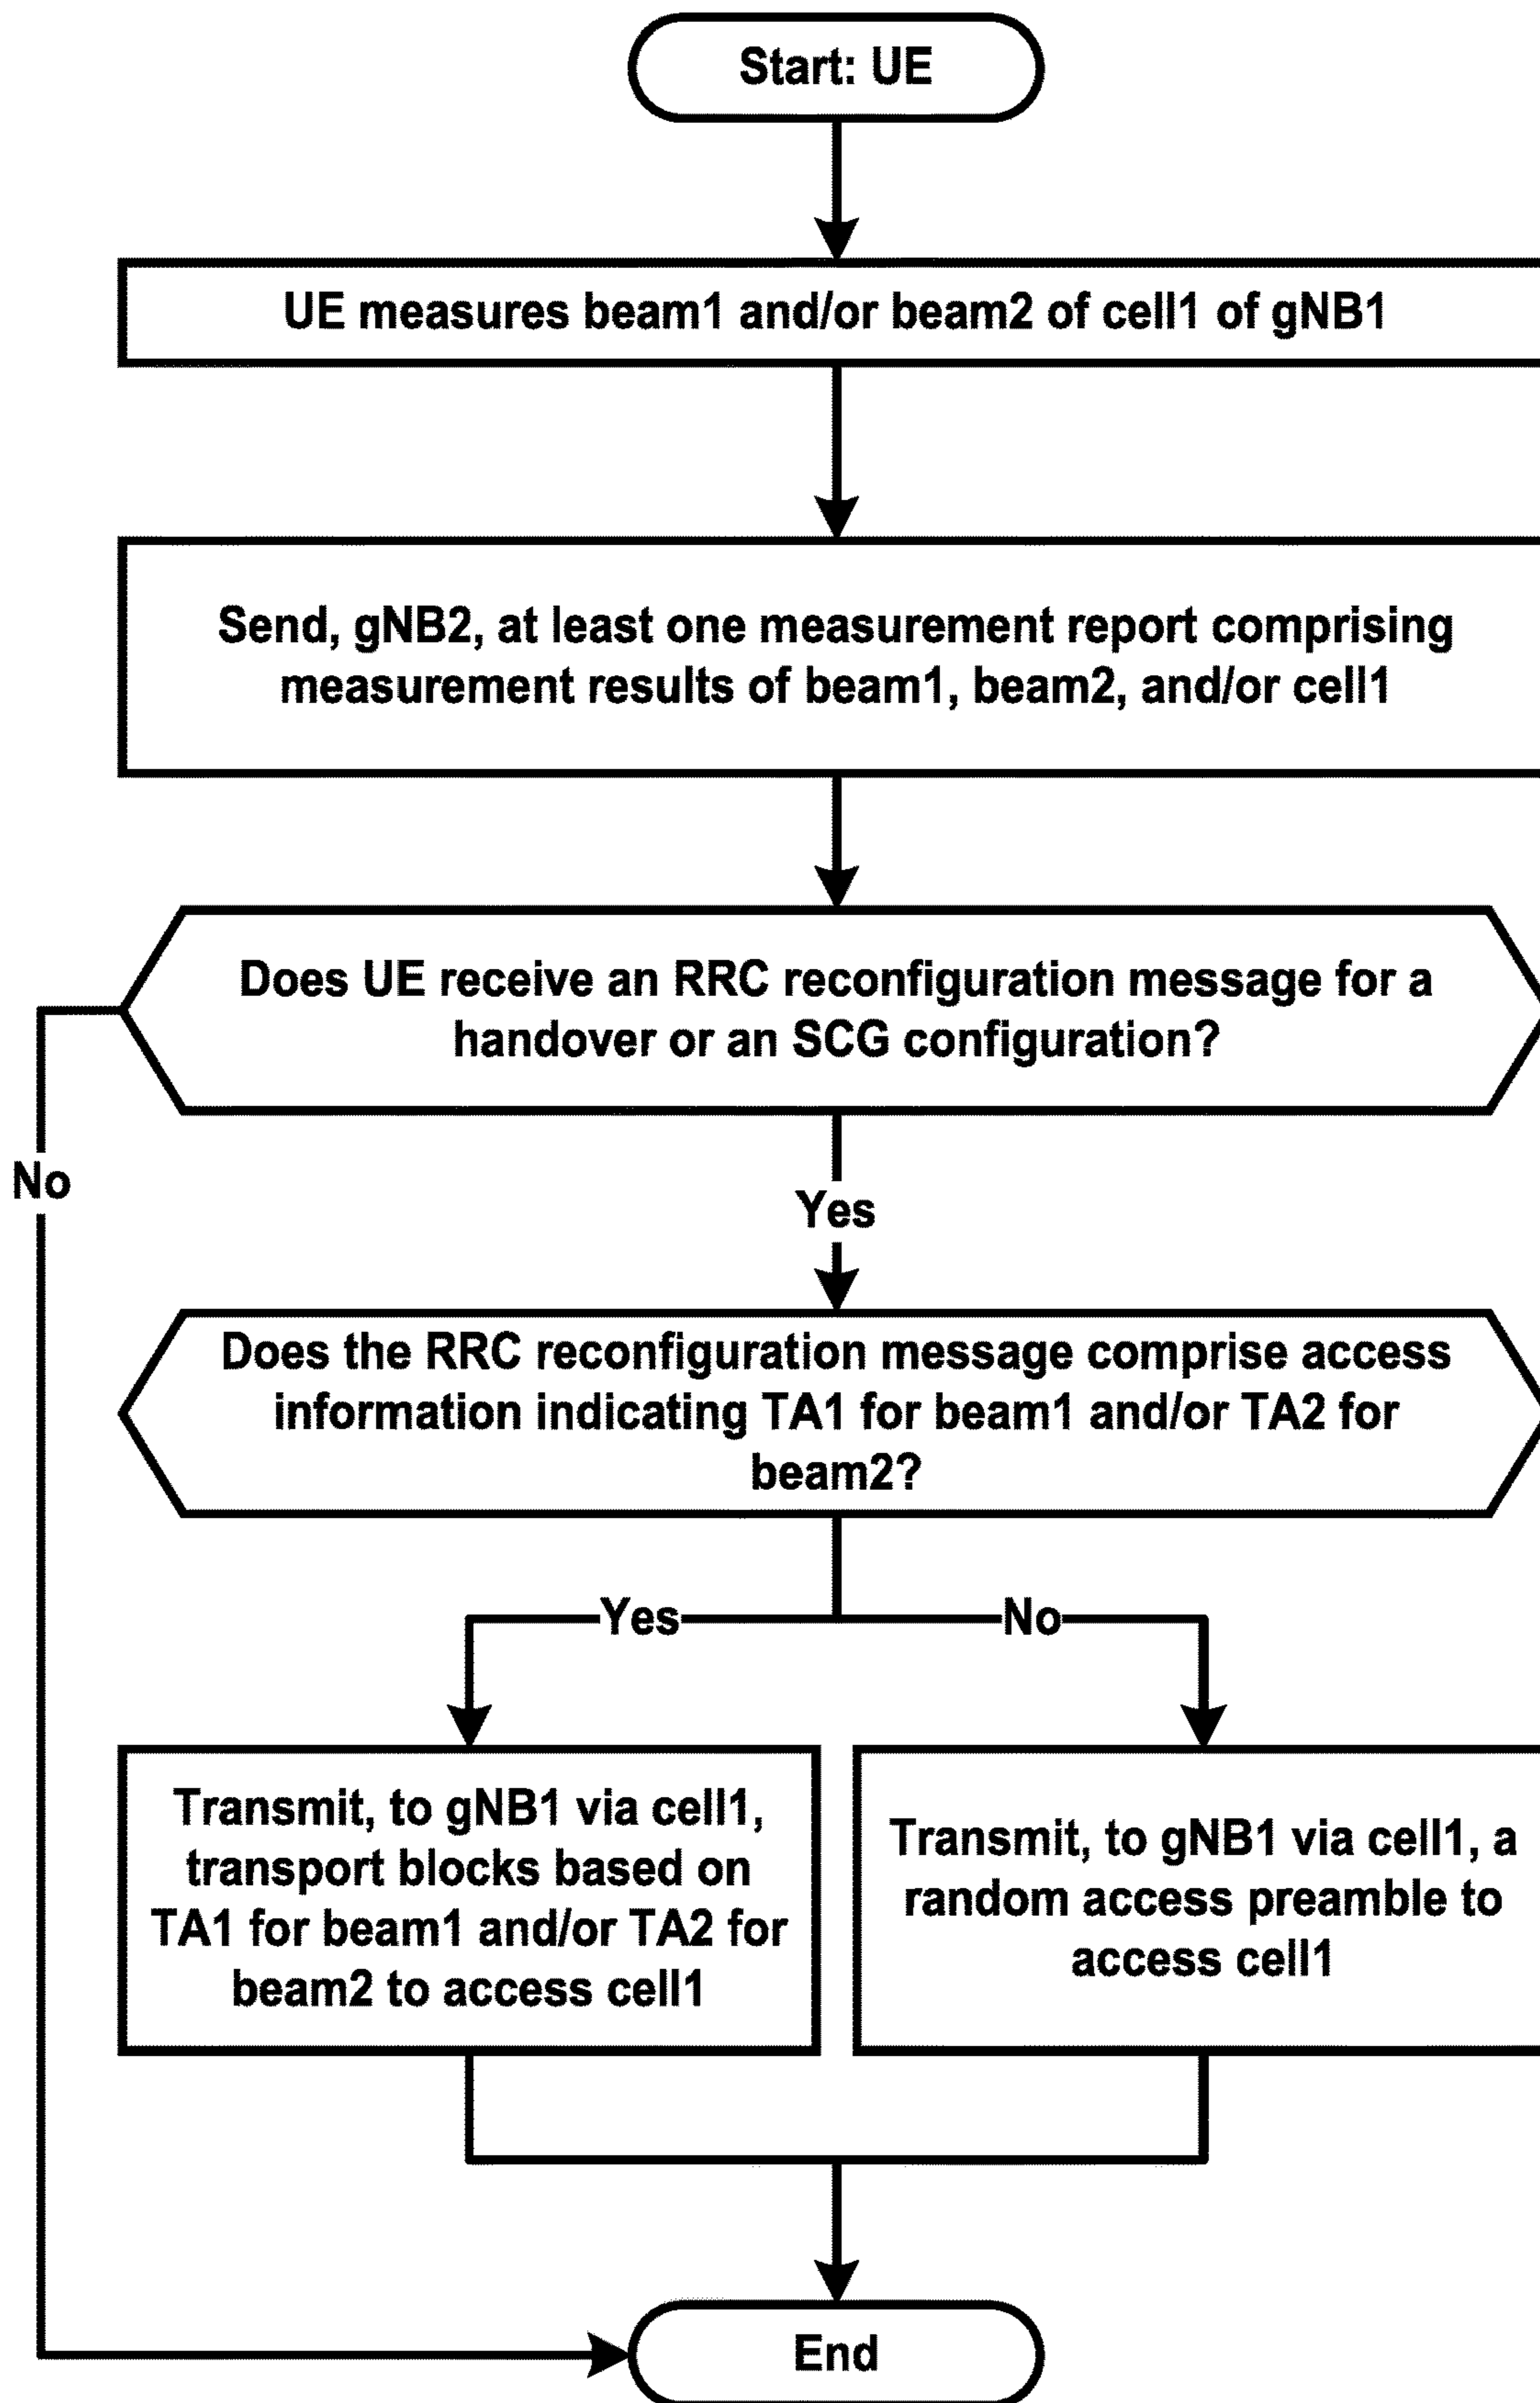 Start: UE
UE measures beam1 and/or beam2 of cell1 of gNB1
Send, gNB2, at least one measurement report comprising
measurement results of beam1, beam2, and/or cell1
Does UE receive an RRC reconfiguration message for a
handover or an SCG configuration?
No
Yes
Does the RRC reconfiguration message comprise access
information indicating TA1 for beam1 and/or TA2 for
beam2?
Yes
No
Transmit, to gNB1 via cell1,
transport blocks based on
TA1 for beam1 and/or TA2 for
beam2 to access cell1
Transmit, to gNB1 via cell1, a
random access preamble to
access cell1
End